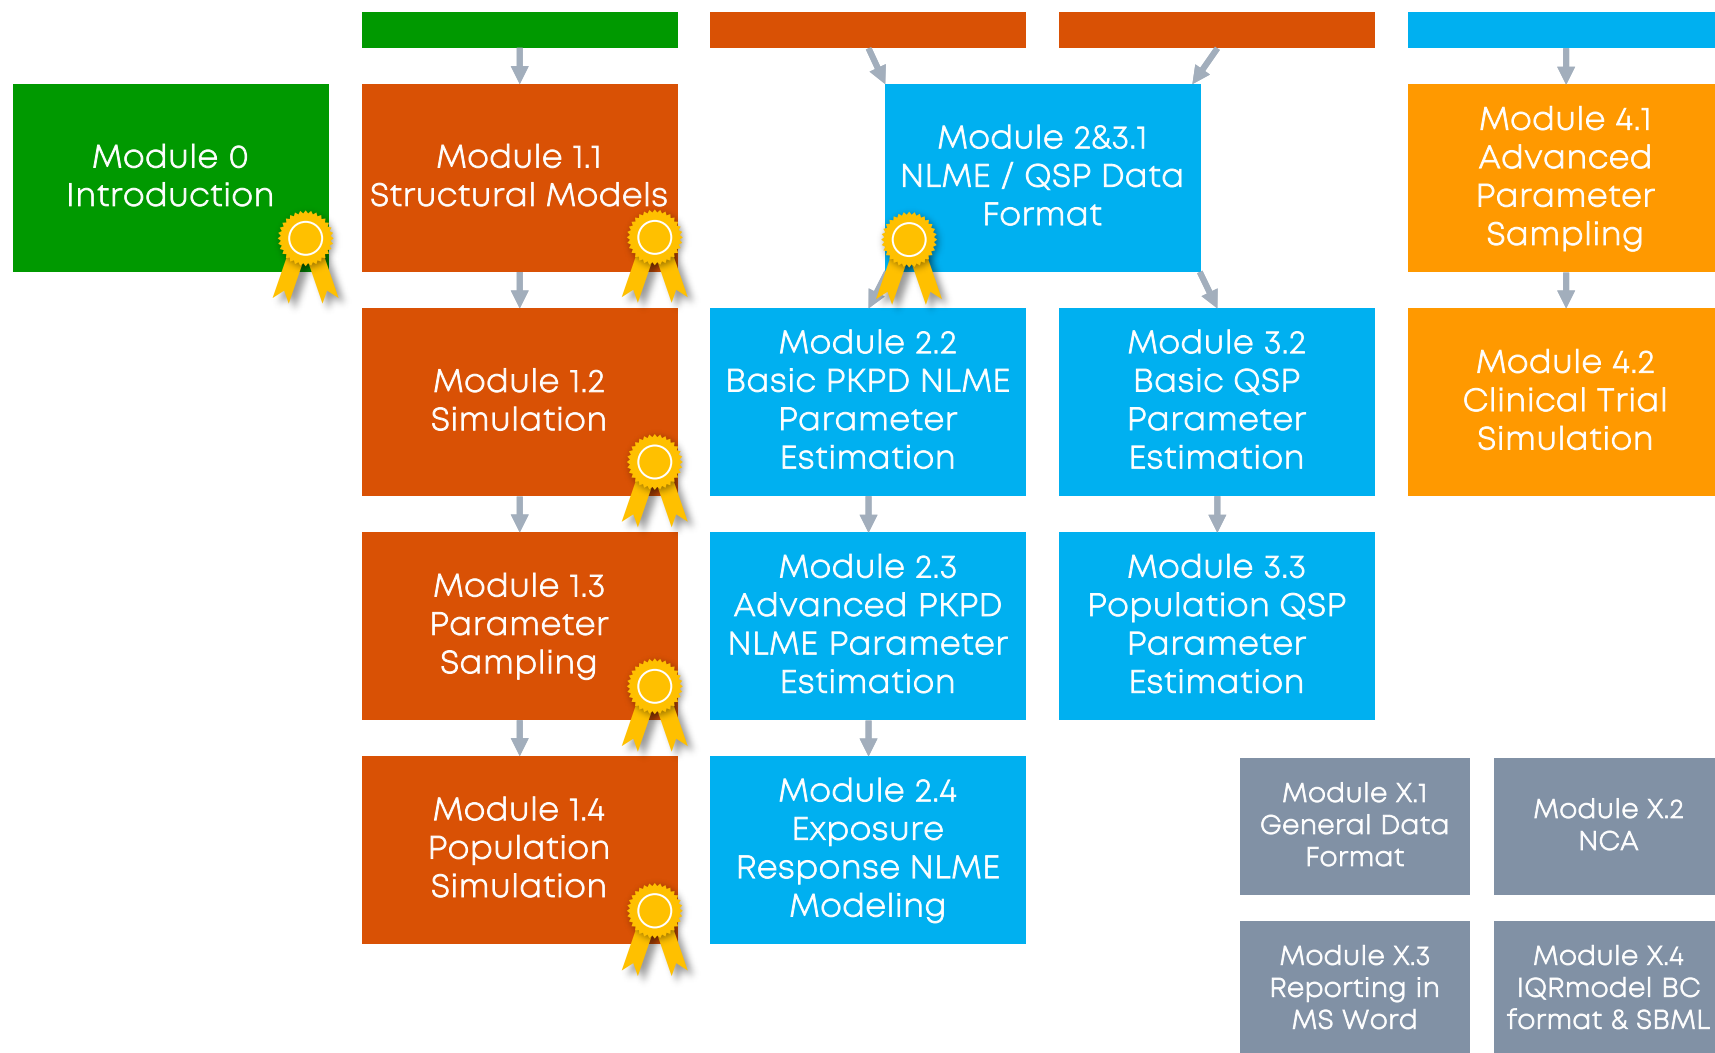 Module 0
Introduction
Module 1.1
Structural Models
Module 1.2
Simulation
Module 1.3
Parameter
Sampling
Module 1.4
Population
Simulation
Module 2&3.1
NLME / QSP Data
Format
Module 2.2
Basic PKPD NLME
Parameter
Estimation
Module 2.3
Advanced PKPD
NLME Parameter
Estimation
Module 2.4
Exposure
Response NLME
Modeling
Module 3.2
Basic QSP
Parameter
Estimation
Module 3.3
Population QSP
Parameter
Estimation
Module 4.1
Advanced
Parameter
Sampling
Module 4.2
Clinical Trial
Simulation
Module X.1
General Data
Format
Module X.2
NCA
Module X.3
Reporting in
MS Word
Module X.4
IQRmodel BC
format & SBML